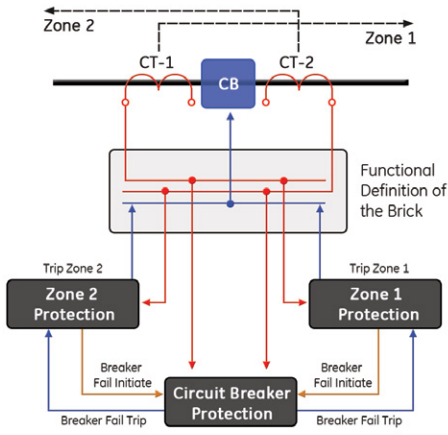 Zone 2
Zone 1
CT-1
CB
CT-2
Functional
Definition of
the Brick
Trip Zone 2
Trip Zone 1
Zone 2
Protection
Zone 1
Protection
Breaker
Fail Initiate
Breaker
Fail Initiate
Circuit Breaker
Protection
Breaker Fail Trip
Breaker Fail Trip